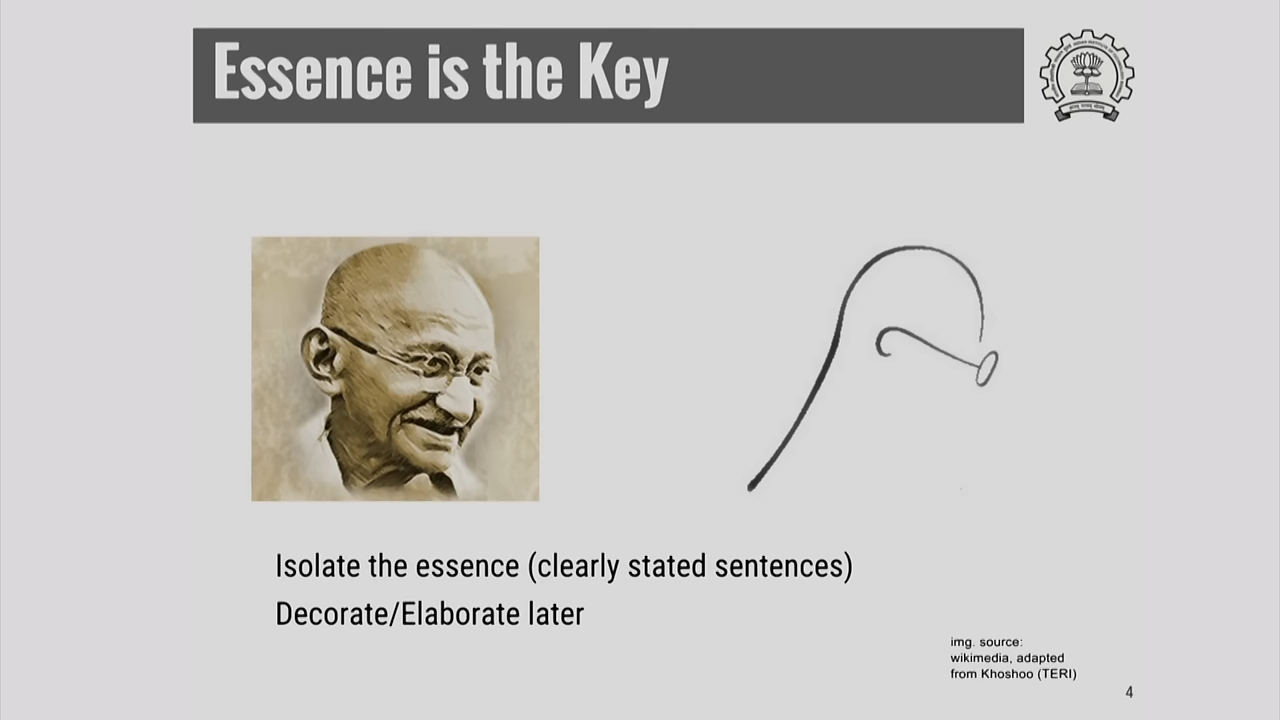 Essence is the Key
Isolate the essence (clearly stated sentences)
Decorate/Elaborate later
img. source:
wikimedia, adapted
from Khoshoo (TERI)
4